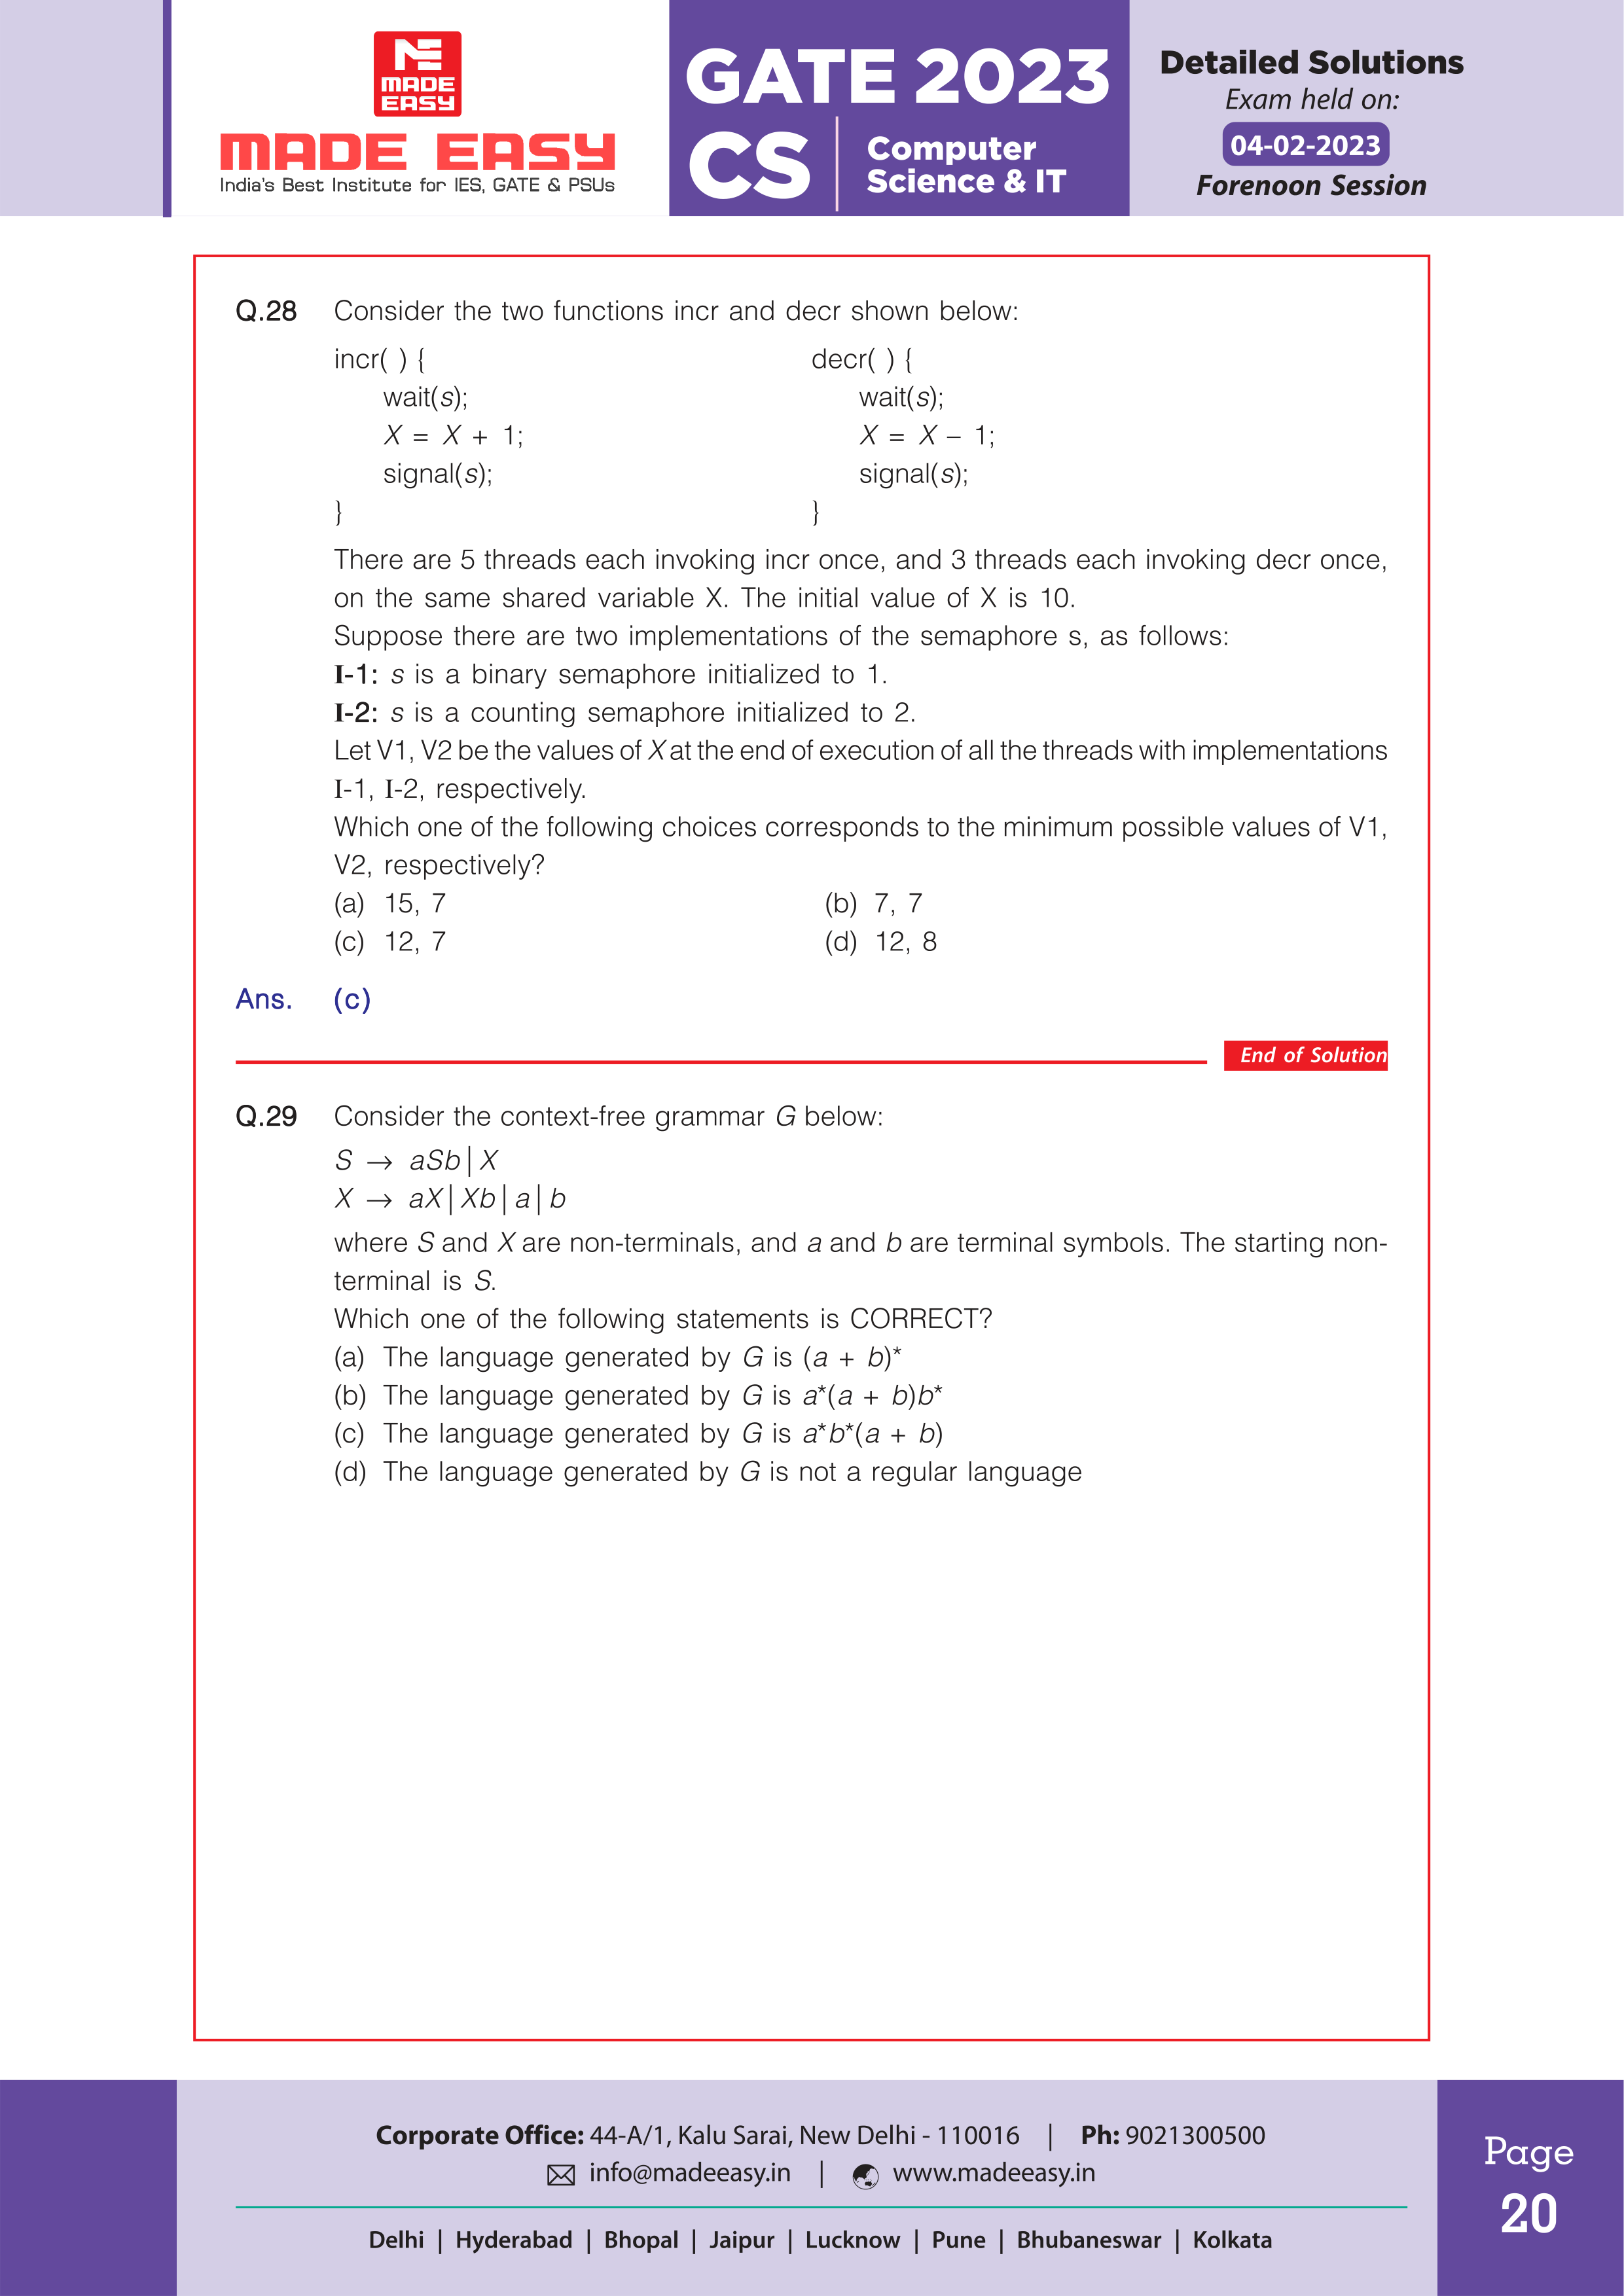 MADE
EASY
MADE EASY
India's Best Institute for IES, GATE & PSUs
GATE 2023
CS
Computer
Science & IT
Detailed Solutions
Exam held on:
04-02-2023
Forenoon Session
Q.28 Consider the two functions incr and decr shown below:
incr( ) { decr( ) {
wait(s); wait(s);
X = X + 1; X = X – 1;
signal(s); signal(s);
} }
There are 5 threads each invoking incr once, and 3 threads each invoking decr once,
on the same shared variable X. The initial value of X is 10.
Suppose there are two implementations of the semaphore s, as follows:
I-1: s is a binary semaphore initialized to 1.
I-2: s is a counting semaphore initialized to 2.
Let V1, V2 be the values of X at the end of execution of all the threads with implementations
I-1, I-2, respectively.
Which one of the following choices corresponds to the minimum possible values of V1,
V2, respectively?
(a) 15, 7 (b) 7, 7
(c) 12, 7 (d) 12, 8
Ans. (c)
End of Solution
Q.29 Consider the context-free grammar G below:
S → aSb|X
X → aX|Xb|a|b
where S and X are non-terminals, and a and b are terminal symbols. The starting non-
terminal is S.
Which one of the following statements is CORRECT?
(a) The language generated by G is (a + b)*
(b) The language generated by G is a*(a + b)b*
(c) The language generated by G is a*b*(a + b)
(d) The language generated by G is not a regular language
Corporate Office: 44-A/1, Kalu Sarai, New Delhi - 110016 | Ph: 9021300500
info@madeeasy.in | www.madeeasy.in
Delhi | Hyderabad | Bhopal | Jaipur | Lucknow | Pune | Bhubaneswar | Kolkata
Page
20